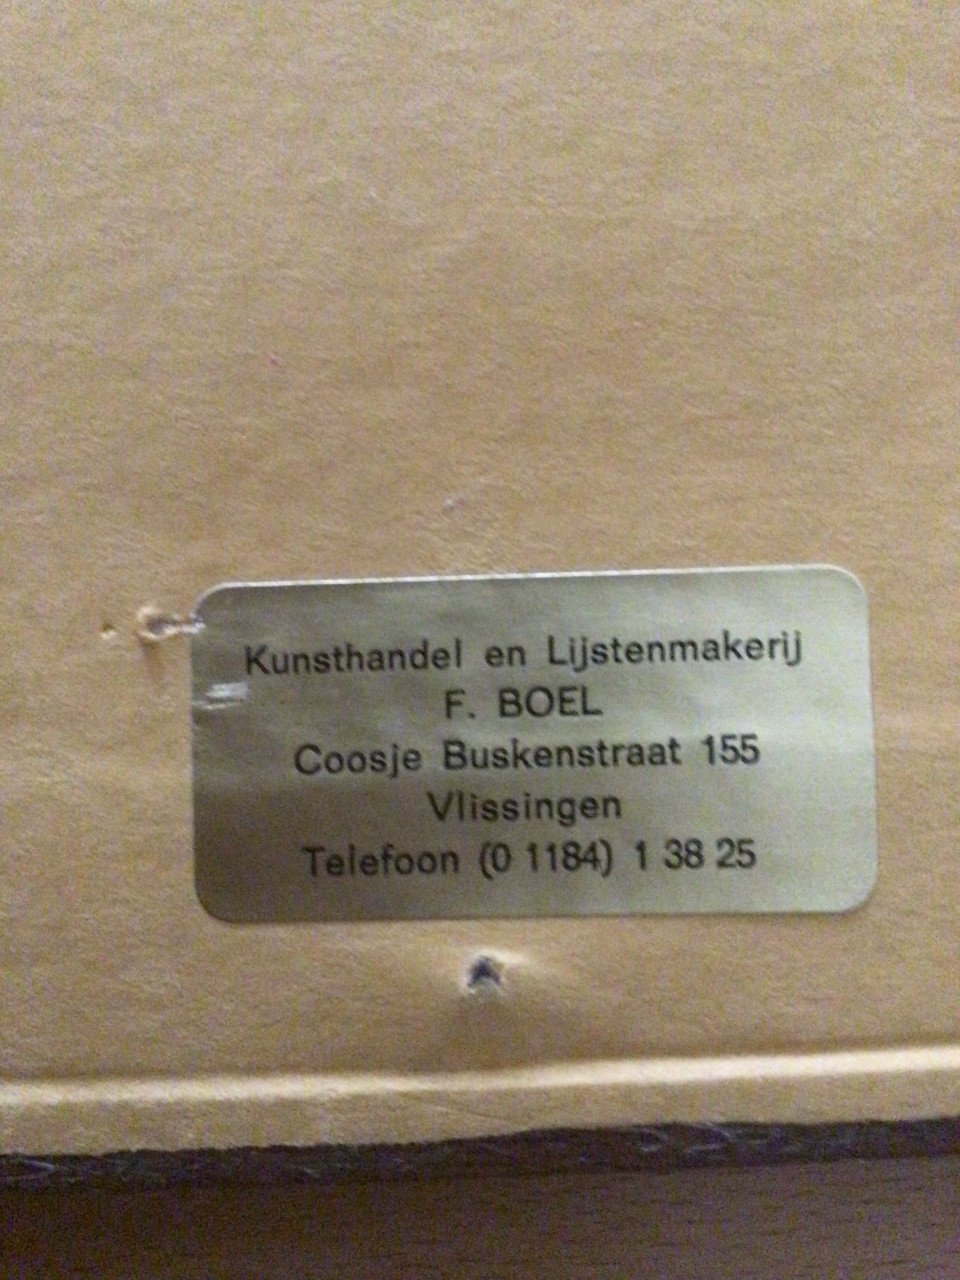 Kunsthandel en Lijstenmakerij
F. BOEL
Coosje Buskenstraat 155
Vlissingen
Telefoon (0 1184) 1 38 25